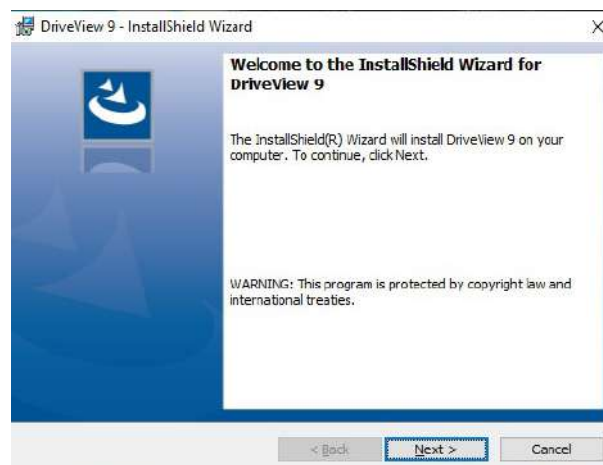 DriveView 9 - InstallShield Wizard
Welcome to the InstallShield Wizard for
DriveView 9
The InstallShield(R) Wizard will install DriveView 9 on your
computer. To continue, click Next.
WARNING: This program is protected by copyright law and
international treaties.
< Back Next > Cancel